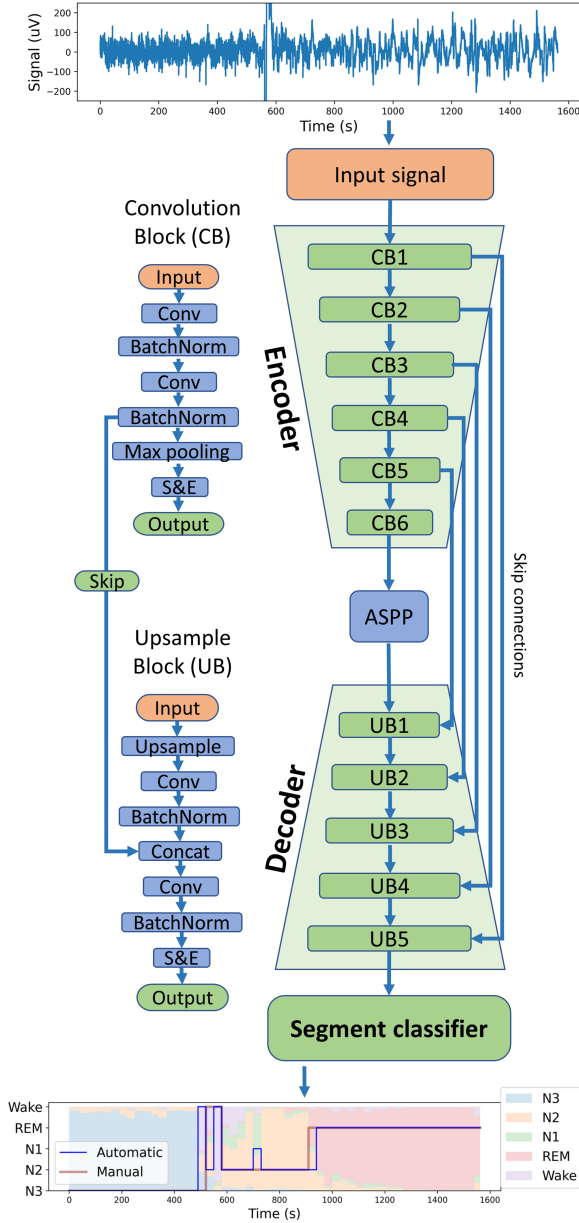 Signal (uV)
200
100
0
−100
−200
0
200
400
600
800
1000
1200
1400
1600
Time (s)
Input signal
Convolution
Block (CB)
Input
Conv
BatchNorm
Conv
BatchNorm
Max pooling
S&E
Output
Skip
Encoder
CB1
CB2
CB3
CB4
CB5
CB6
Skip connections
ASPP
Upsample
Block (UB)
Input
Upsample
Conv
BatchNorm
Concat
Conv
BatchNorm
S&E
Output
Decoder
UB1
UB2
UB3
UB4
UB5
Segment classifier
Wake
REM
N1
N2
N3
Automatic
Manual
0
200
400
600
800
1000
1200
1400
1600
Time (s)
N3
N2
N1
REM
Wake